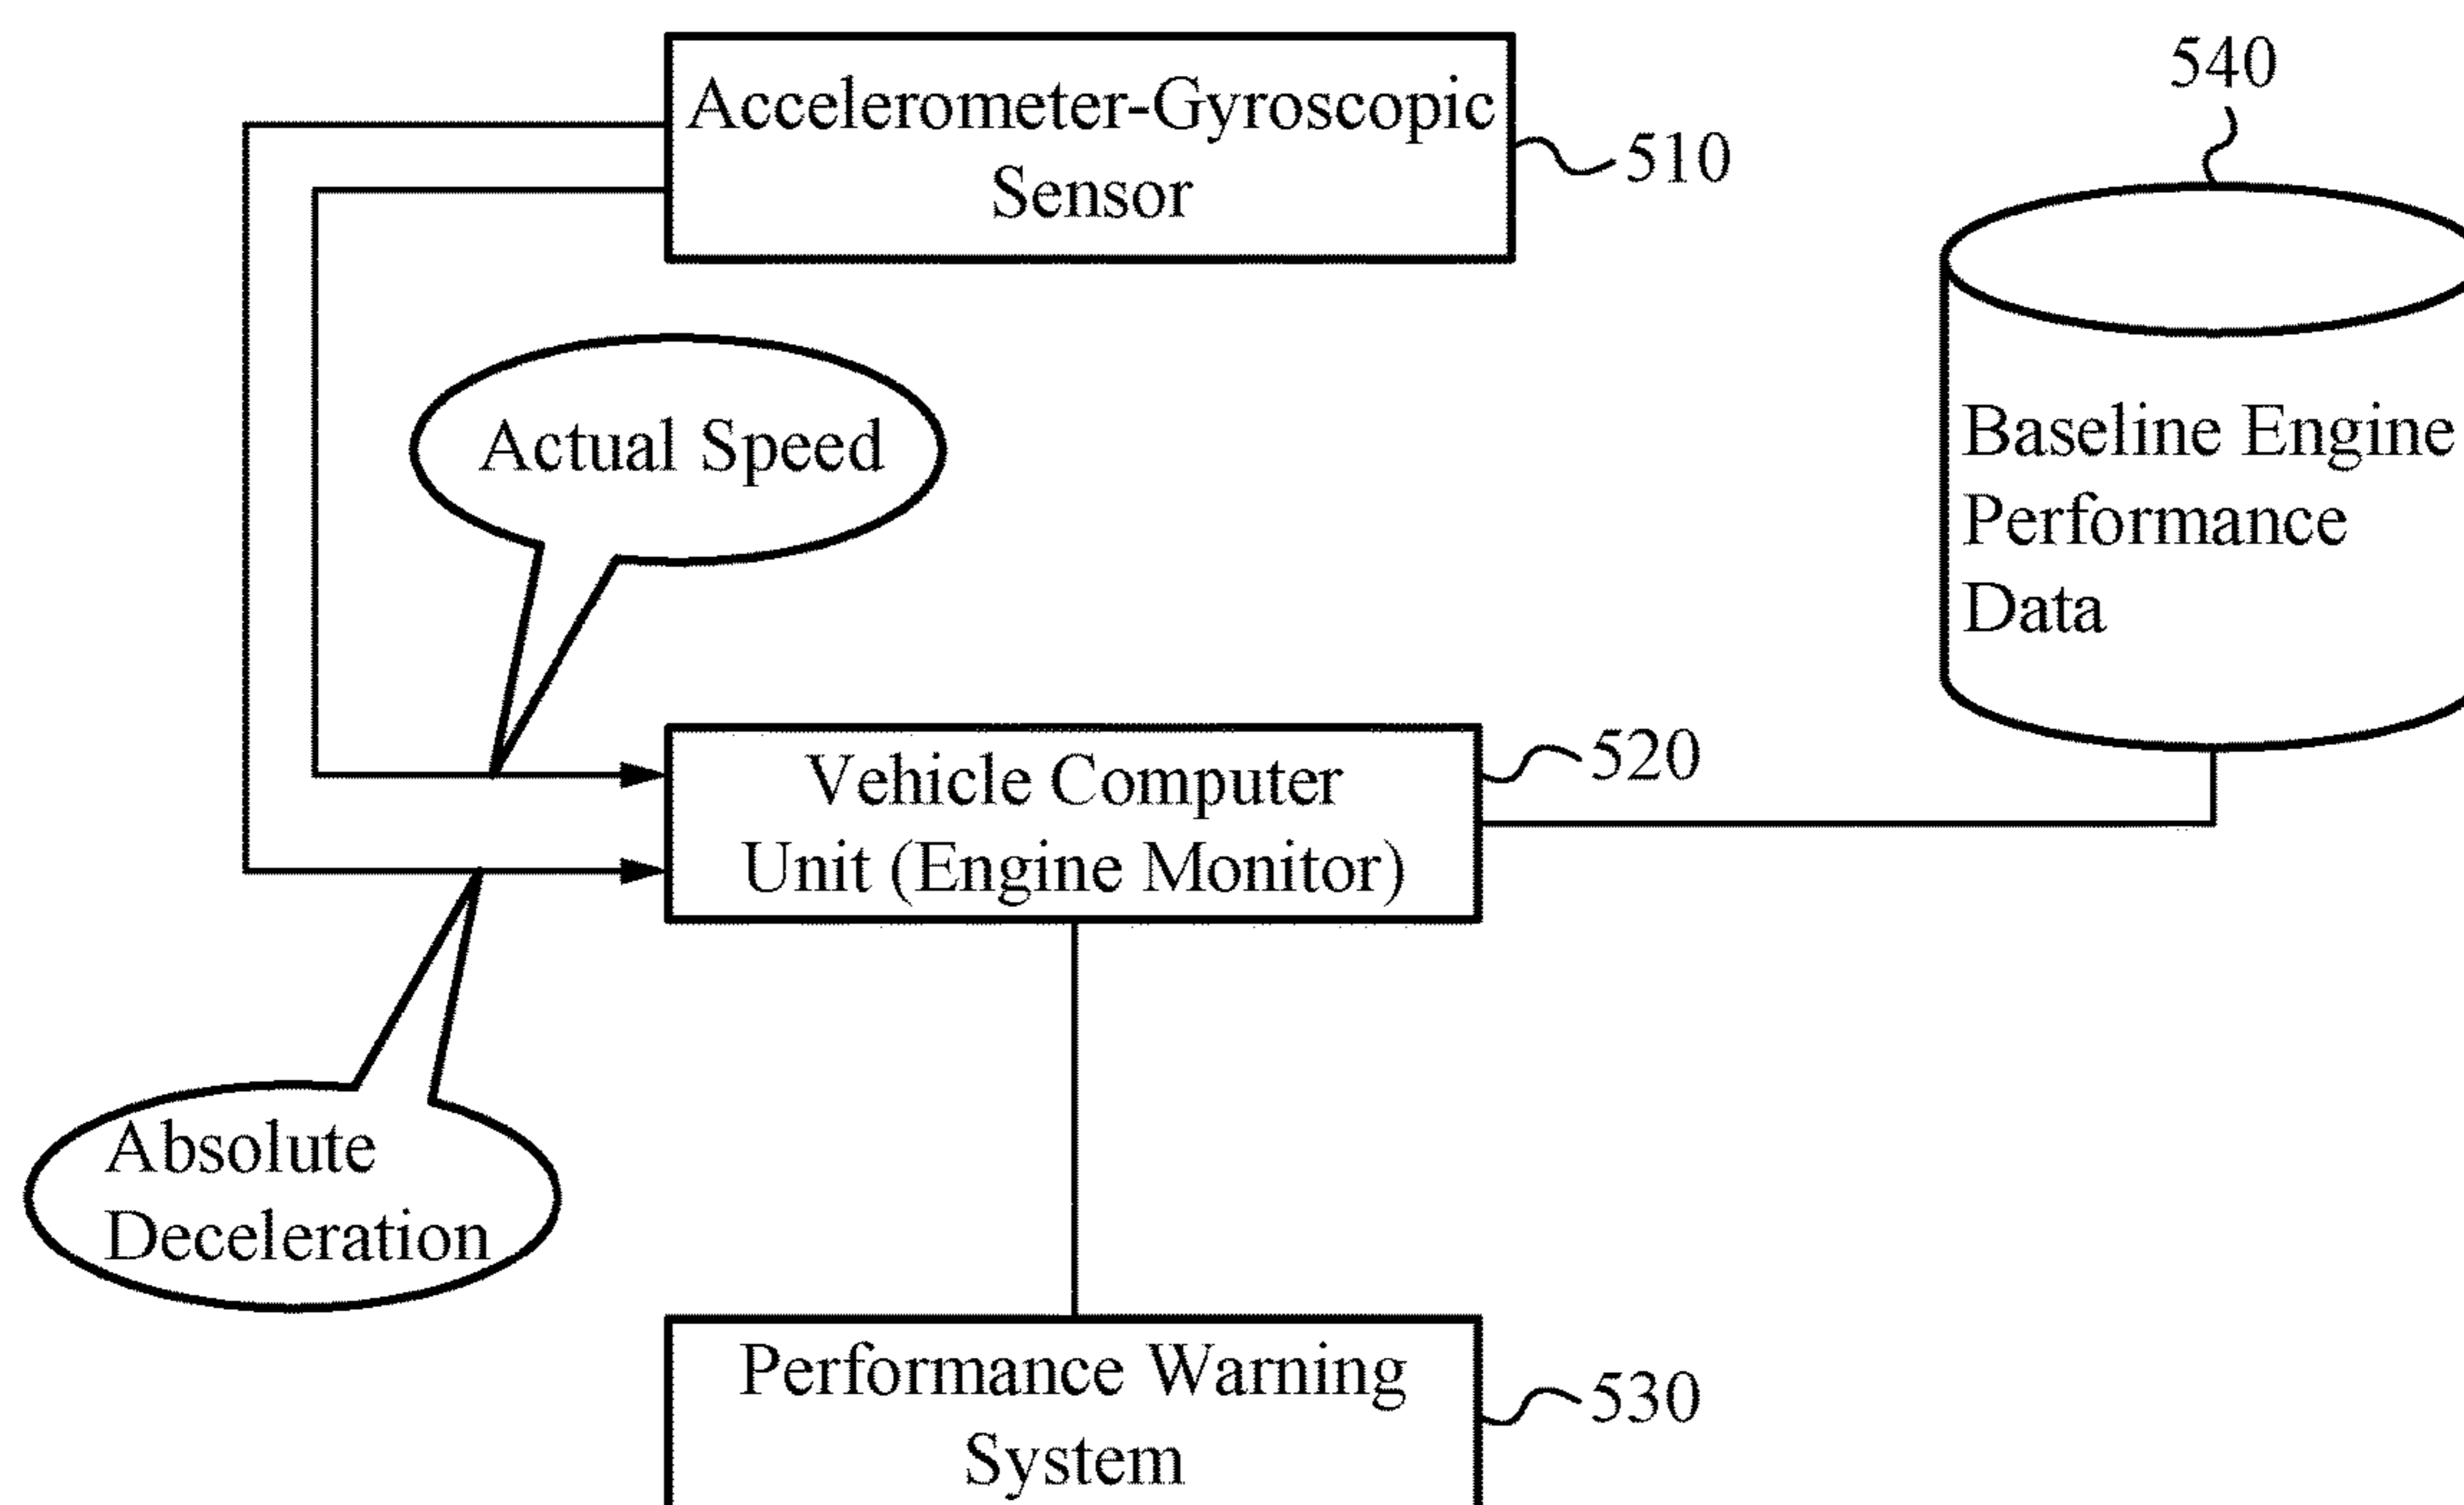 540
Accelerometer-Gyroscopic
Sensor
510
Actual Speed
Baseline Engine
Performance
Data
520
Vehicle Computer
Unit (Engine Monitor)
Absolute
Deceleration
Performance Warning
System
530